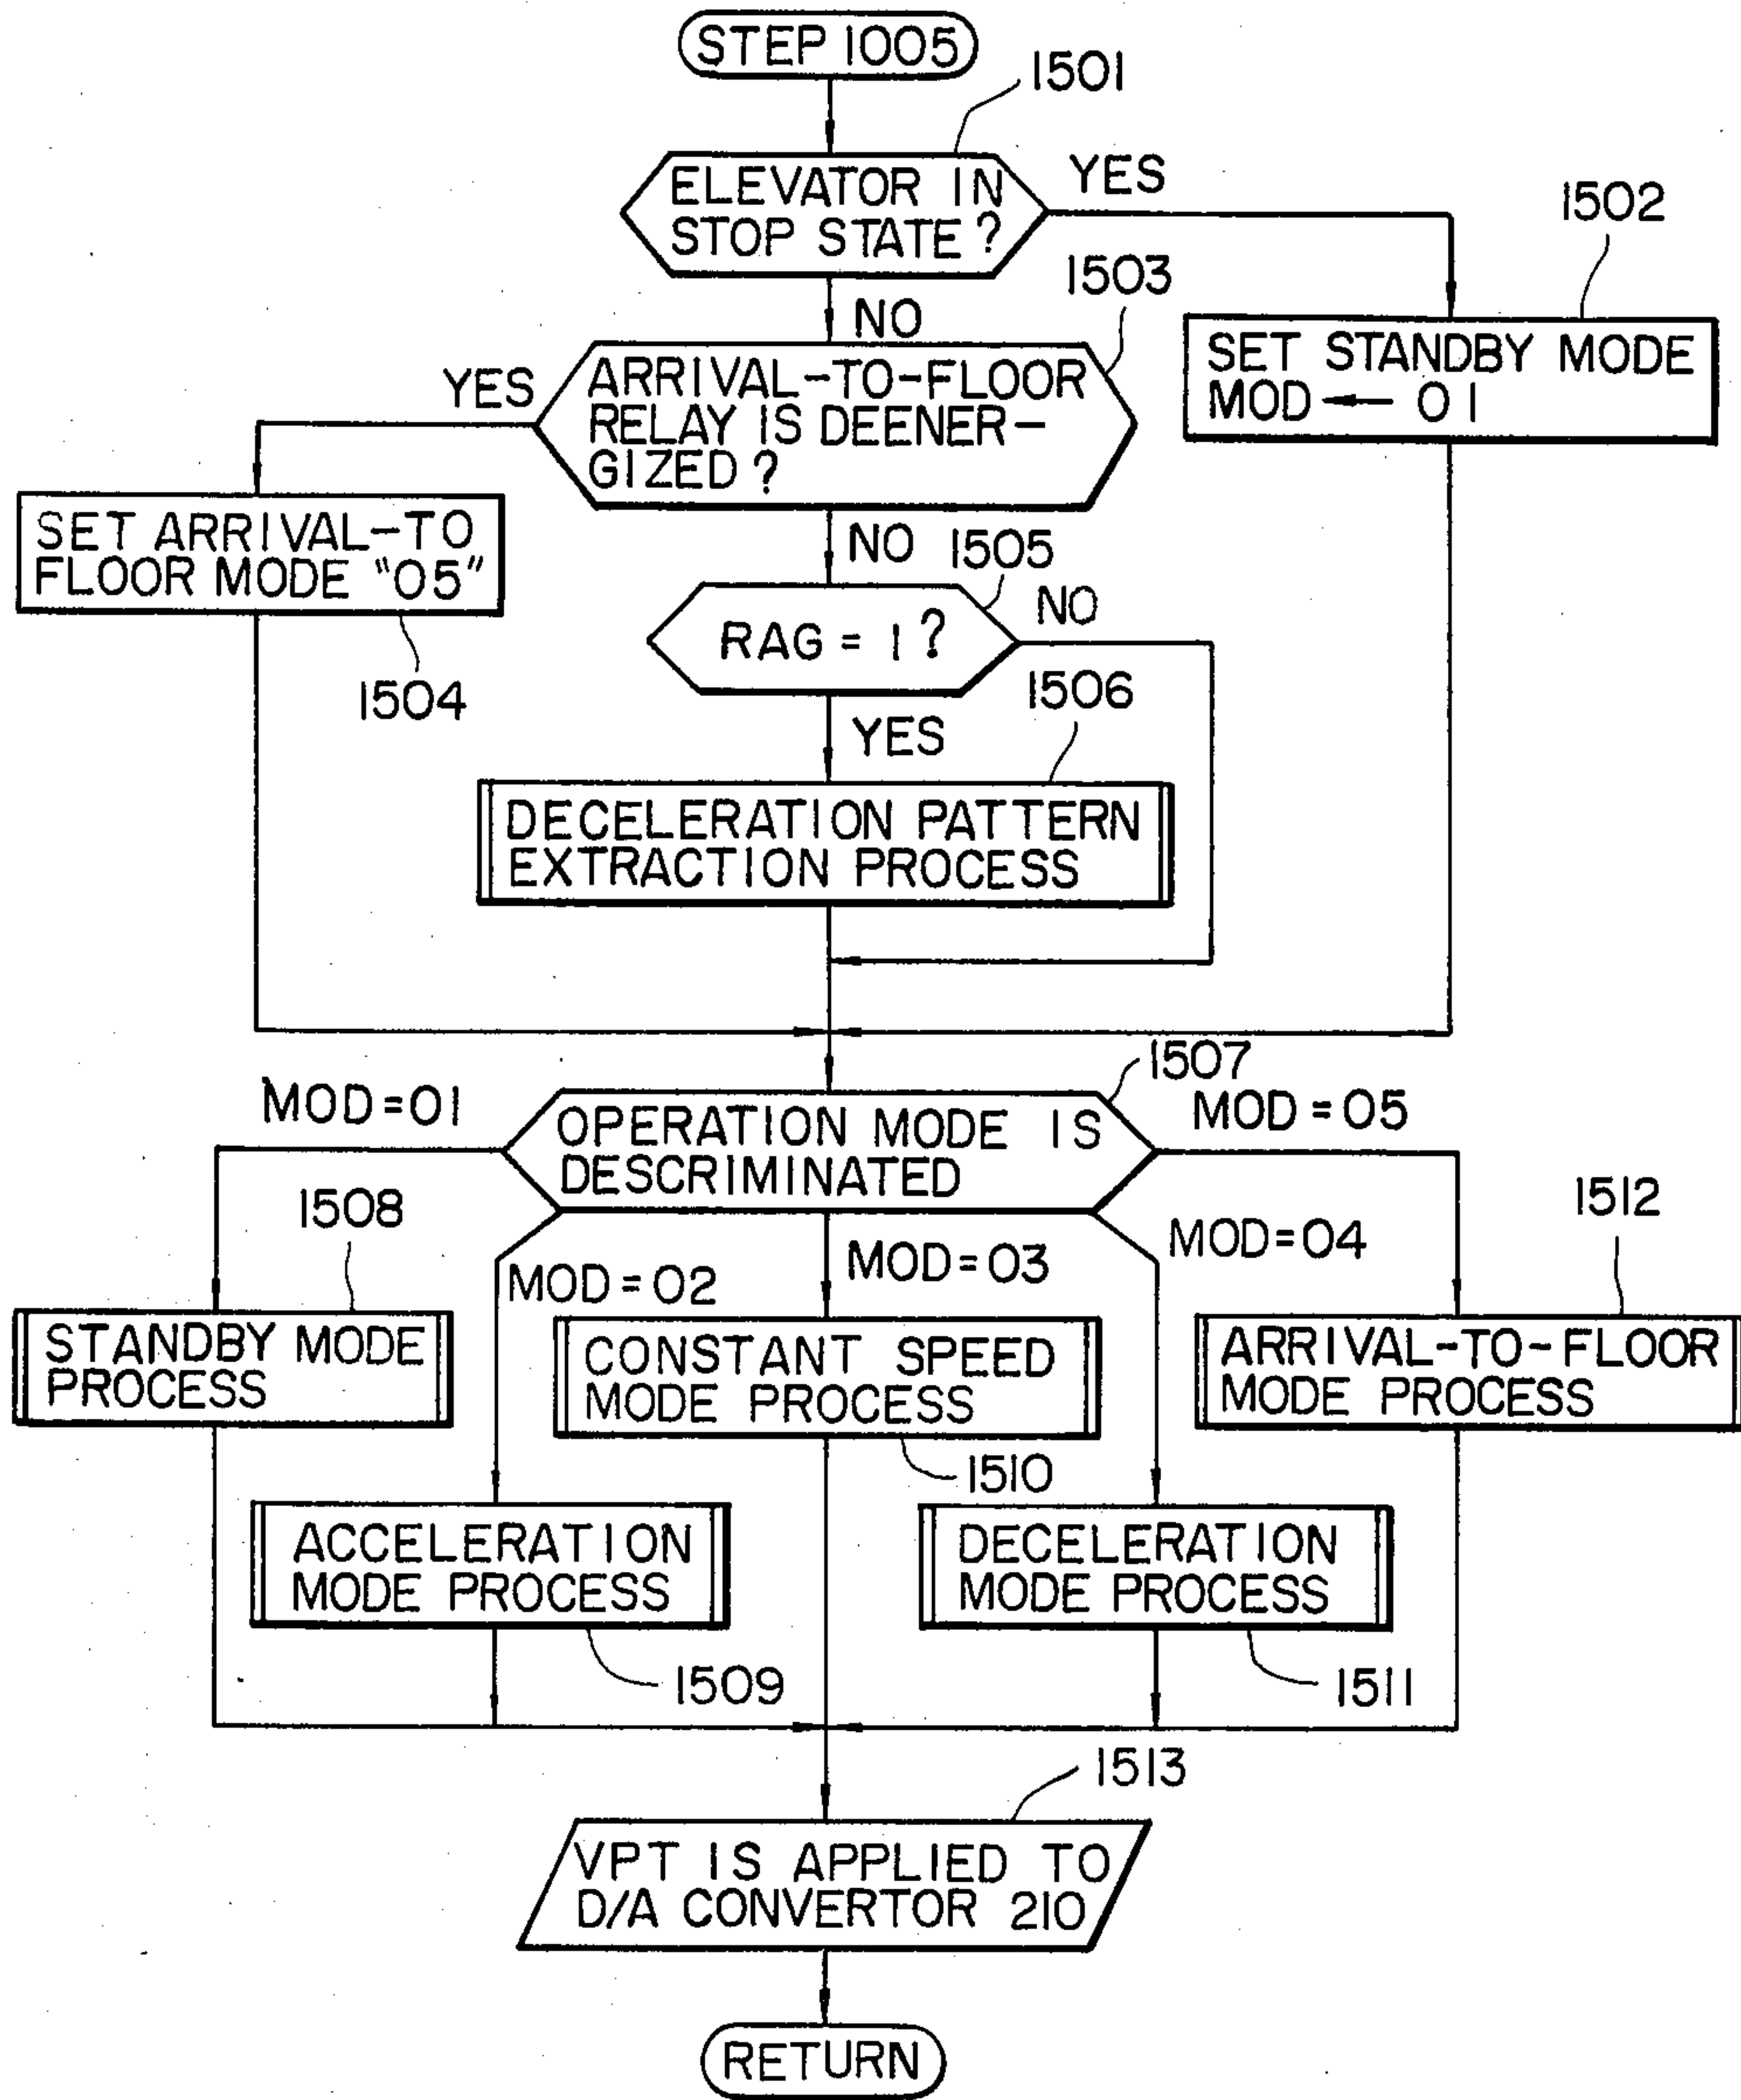 STEP 1005
1501
ELEVATOR IN
STOP STATE?
YES
1502
NO
1503
SET STANDBY MODE
MOD ← 01
YES
ARRIVAL-TO-FLOOR
RELAY IS DEENER-
GIZED?
SET ARRIVAL-TO
FLOOR MODE "05"
1504
NO
1505
RAG = 1?
NO
1506
YES
DECELERATION PATTERN
EXTRACTION PROCESS
1507
MOD=01
OPERATION MODE IS
DESCRIMINATED
MOD=05
1508
1512
MOD=02
MOD=03
MOD=04
STANDBY MODE
PROCESS
CONSTANT SPEED
MODE PROCESS
ARRIVAL-TO-FLOOR
MODE PROCESS
1510
ACCELERATION
MODE PROCESS
DECELERATION
MODE PROCESS
1509
1511
1513
VPT IS APPLIED TO
D/A CONVERTOR 210
RETURN